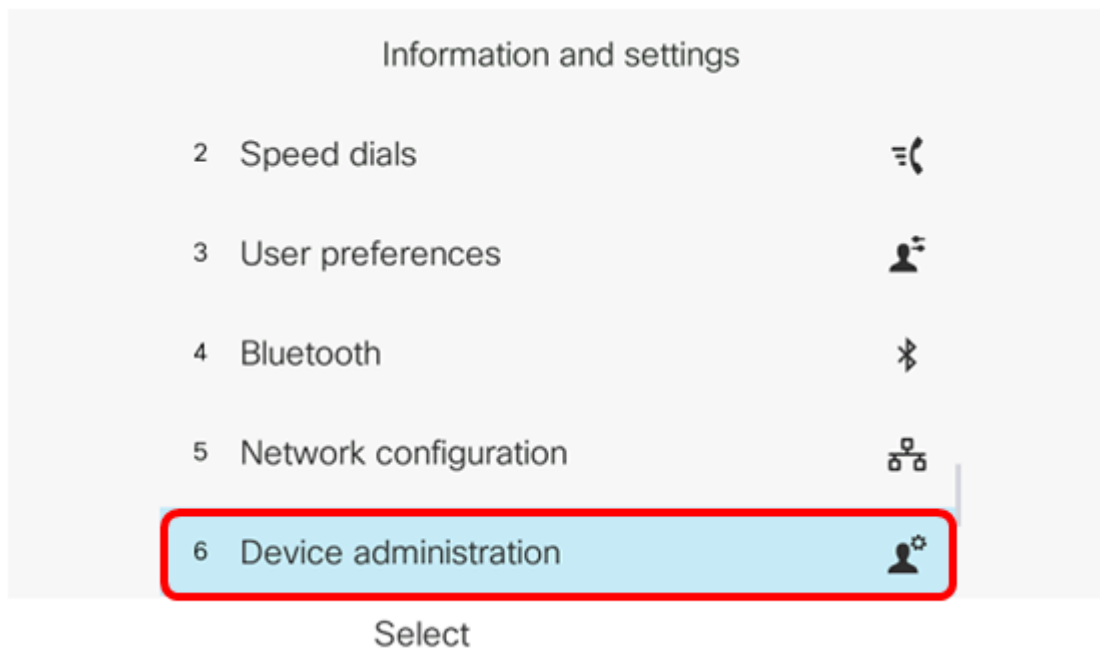 Information and settings
2 Speed dials
3 User preferences
4 Bluetooth
5 Network configuration
6 Device administration
Select